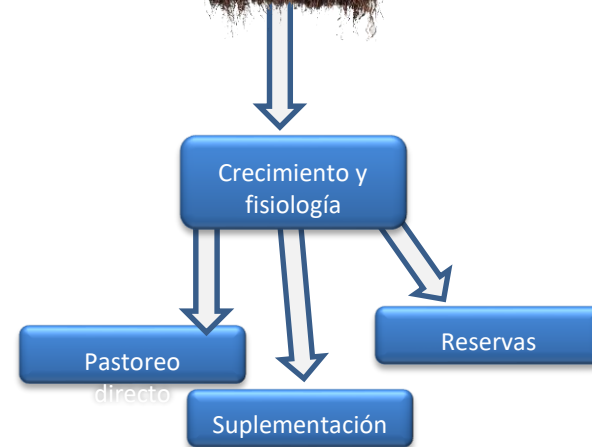 Crecimiento y
fisiología
Reservas
Pastoreo
directo
Suplementación